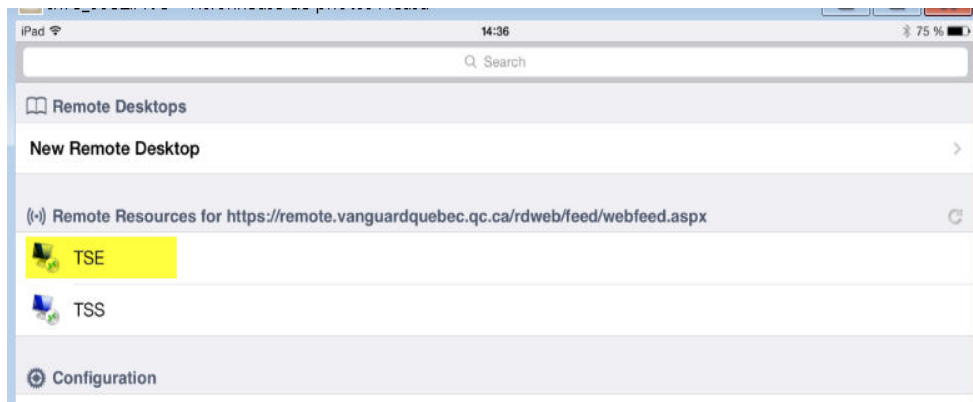 iPad 14:36 75 %
Search
Remote Desktops
New Remote Desktop
Remote Resources for https://remote.vanguardquebec.qc.ca/rdweb/feed/webfeed.aspx
TSE
TSS
Configuration